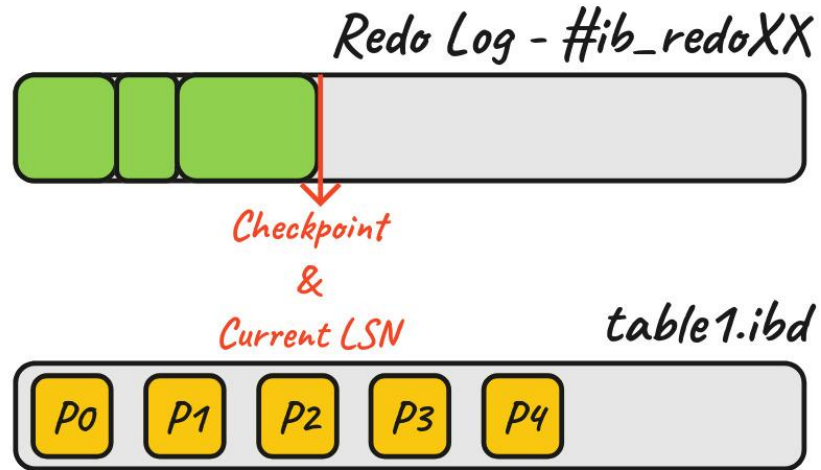 Redo Log - #ib_redoXX
Checkpoint
&
Current LSN
table1.ibd
P0 P1 P2 P3 P4